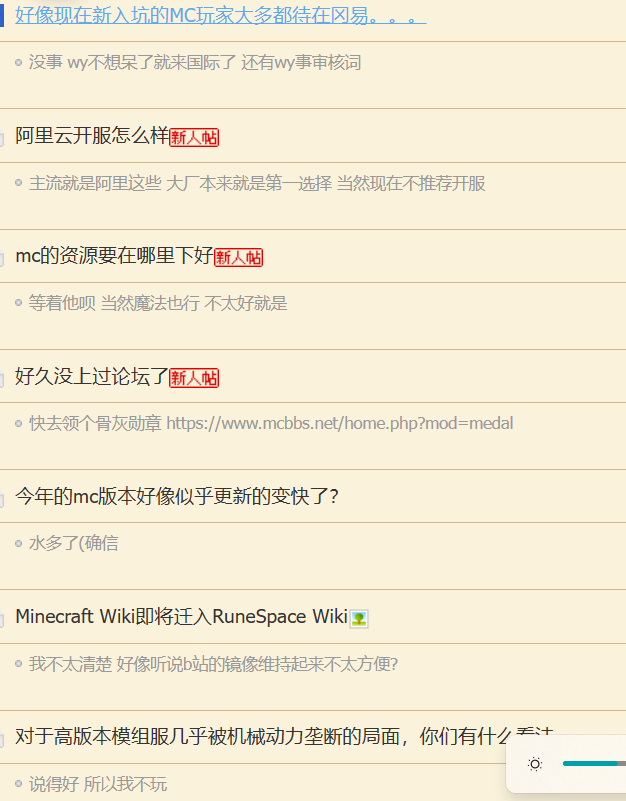 好像现在新入坑的MC玩家大多都待在冈易。。。
没事 wy不想呆了就来国际了 还有wy事审核词
阿里云开服怎么样新人帖
主流就是阿里这些 大厂本来就是第一选择 当然现在不推荐开服
mc的资源要在哪里下好新人帖
等着他呗 当然魔法也行 不太好就是
好久没上过论坛了新人帖
快去领个骨灰勋章 https://www.mcbbs.net/home.php?mod=medal
今年的mc版本好像似乎更新的变快了?
水多了(确信
Minecraft Wiki即将迁入RuneSpace Wiki
我不太清楚 好像听说b站的镜像维持起来不太方便?
对于高版本模组服几乎被机械动力垄断的局面，你们有什么看法
说得好 所以我不玩